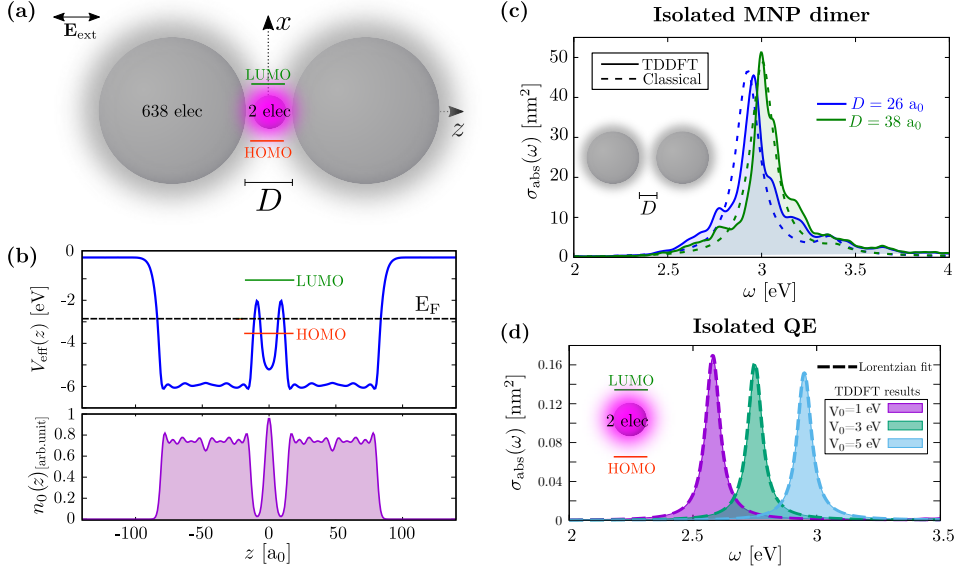 (a)
E_ext
x
LUMO
638 elec
2 elec
z
HOMO
D
(b)
0
-2
-4
-6
V_eff(z) [eV]
LUMO
E_F
HOMO
1
0.8
0.6
0.4
0.2
0
n_0(z) [arb.unit]
-100 -50 0 50 100
z [a_0]
(c)
Isolated MNP dimer
50
40
30
20
10
0
σ_abs(ω) [nm²]
TDDFT
Classical
D = 26 a_0
D = 38 a_0
D
2 2.5 3 3.5 4
ω [eV]
(d)
Isolated QE
0.16
0.12
0.08
0.04
0
σ_abs(ω) [nm²]
LUMO
2 elec
HOMO
Lorentzian fit
TDDFT results
V_0=1 eV
V_0=3 eV
V_0=5 eV
2 2.5 3 3.5
ω [eV]